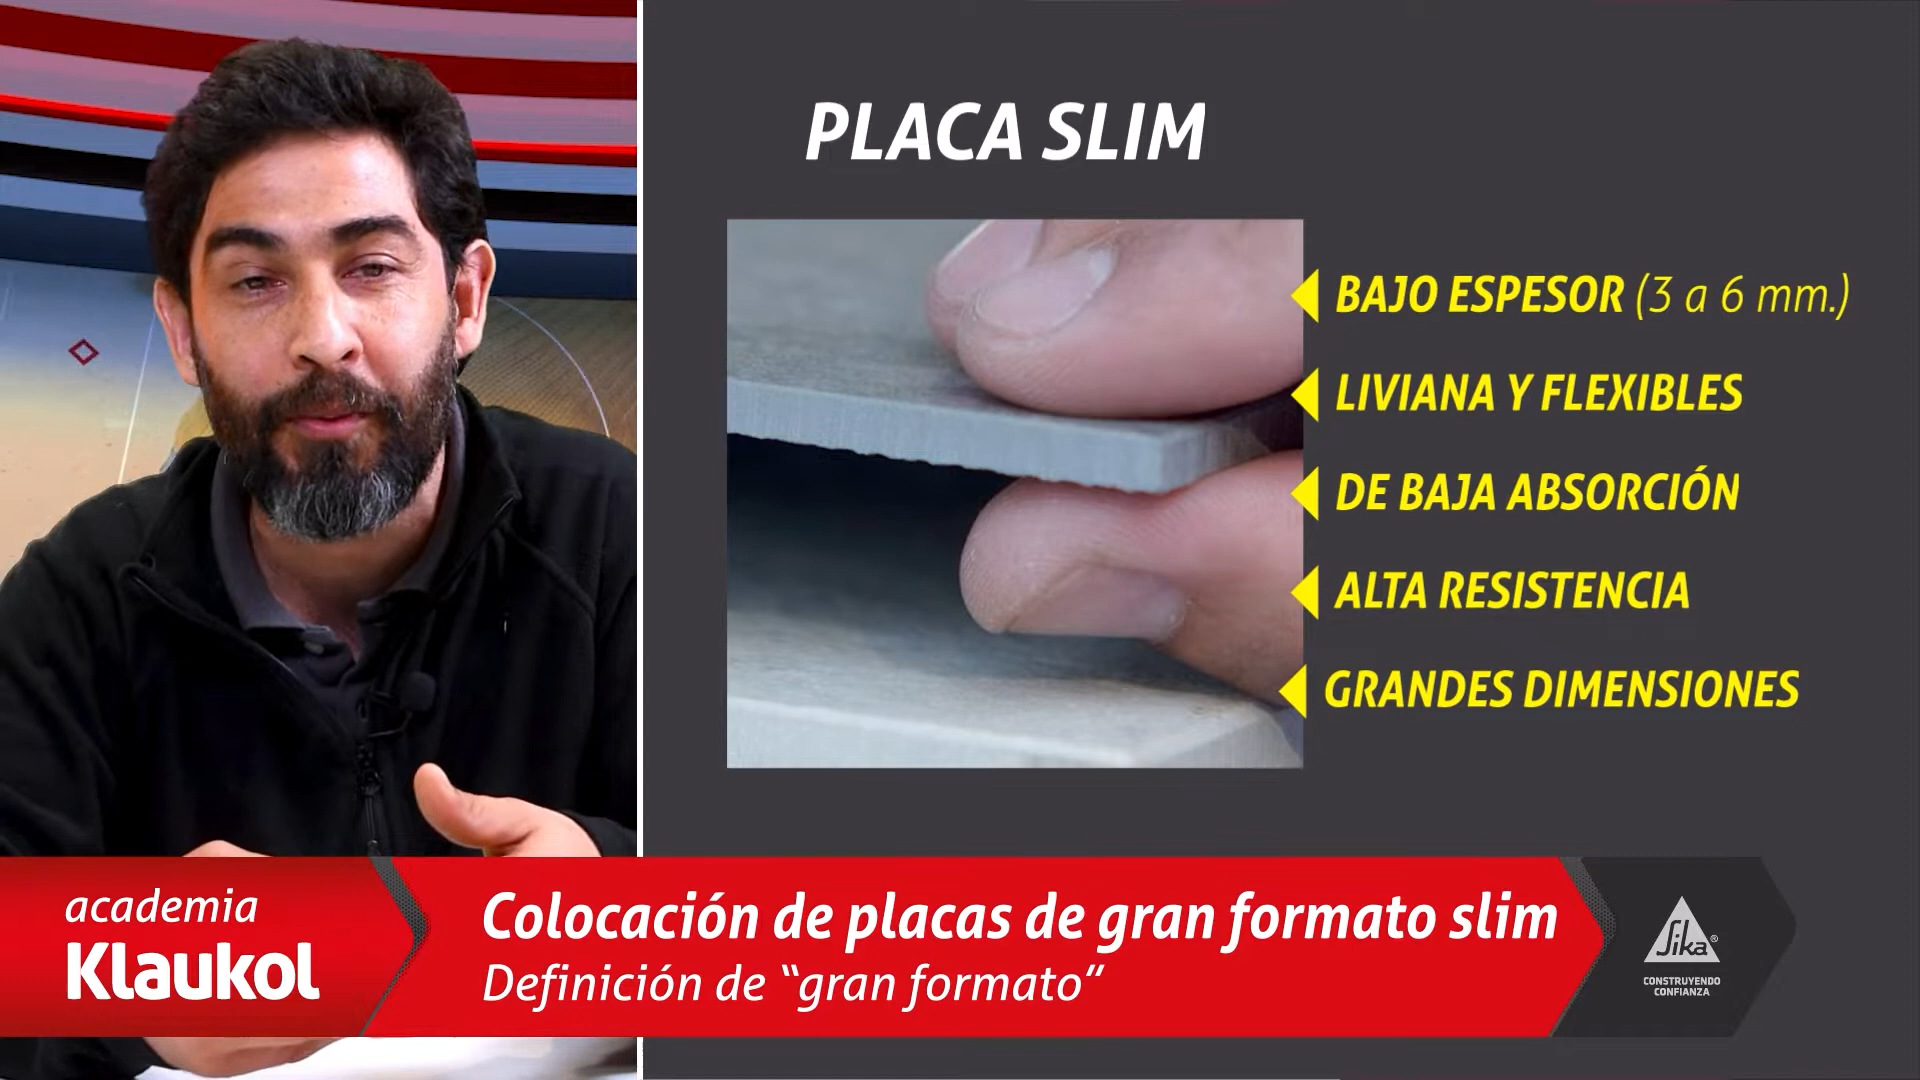 PLACA SLIM
BAJO ESPESOR (3 a 6 mm.)
LIVIANA Y FLEXIBLES
DE BAJA ABSORCIÓN
ALTA RESISTENCIA
GRANDES DIMENSIONES
academia
Klaukol
Colocación de placas de gran formato slim
Definición de “gran formato”
Sika®
CONSTRUYENDO
CONFIANZA